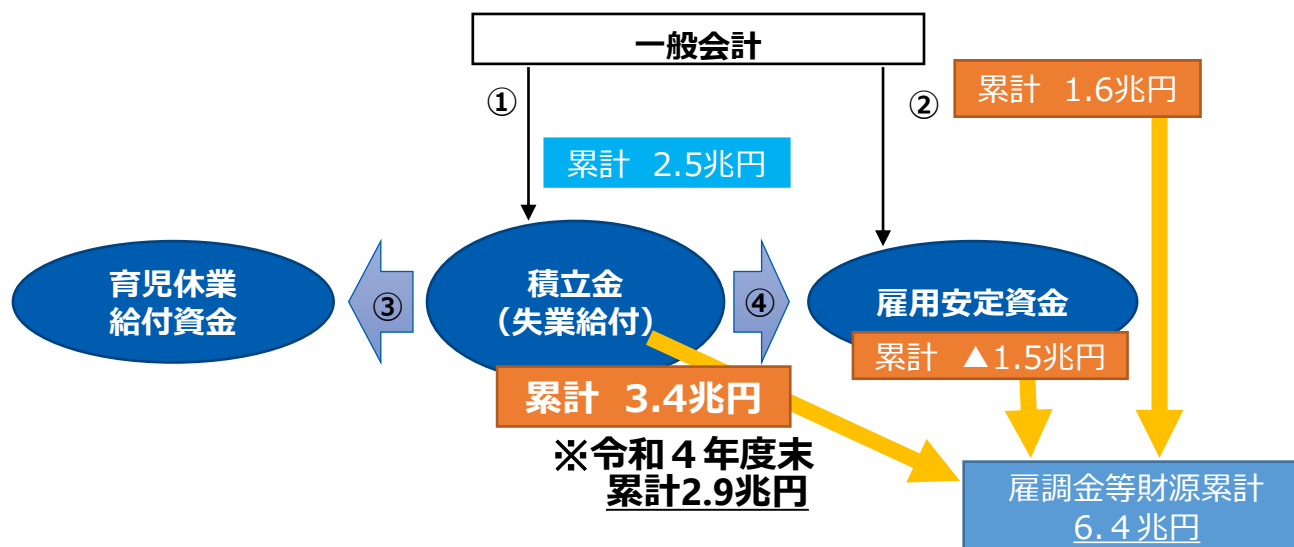 一般会計
①
②
累計　1.6兆円
累計　2.5兆円
育児休業
給付資金
③
積立金
（失業給付）
④
雇用安定資金
累計　▲1.5兆円
累計　3.4兆円
※令和４年度末
累計2.9兆円
雇調金等財源累計
6.４兆円